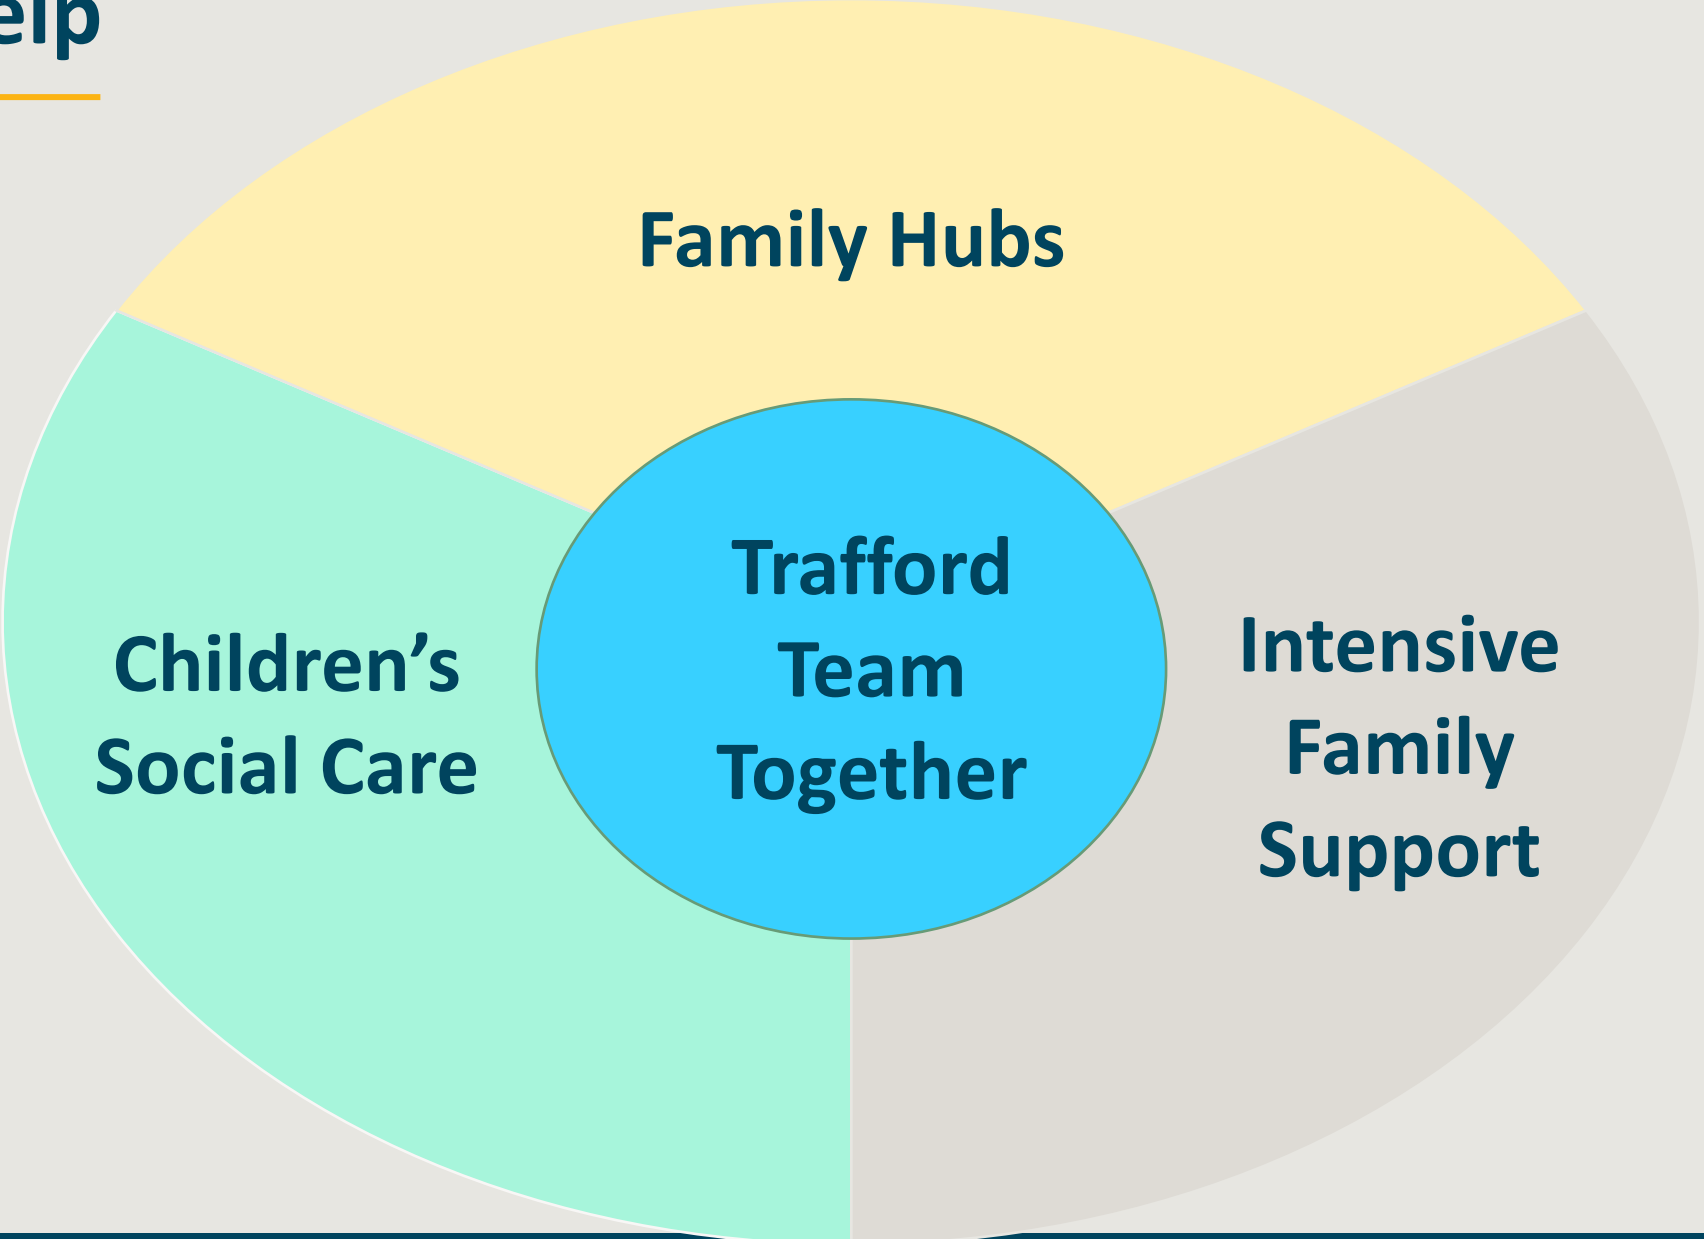 Family Hubs
Children’s
Social Care
Trafford
Team
Together
Intensive
Family
Support